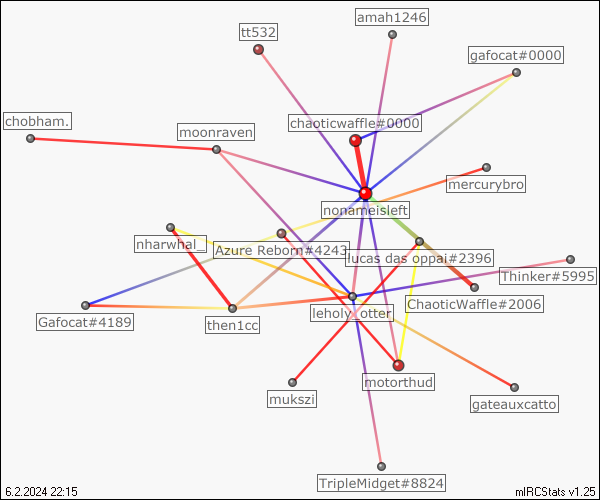 amah1246
tt532
gafocat#0000
chobham.
chaoticwaffle#0000
moonraven
mercurybro
nonameisleft
nharwhal_
Azure Reborn#4243
lucas das oppai#2396
Thinker#5995
ChaoticWaffle#2006
leholy_otter
Gafocat#4189
then1cc
motorthud
mukszi
gateauxcatto
TripleMidget#8824
6.2.2024 22:15
mIRCStats v1.25